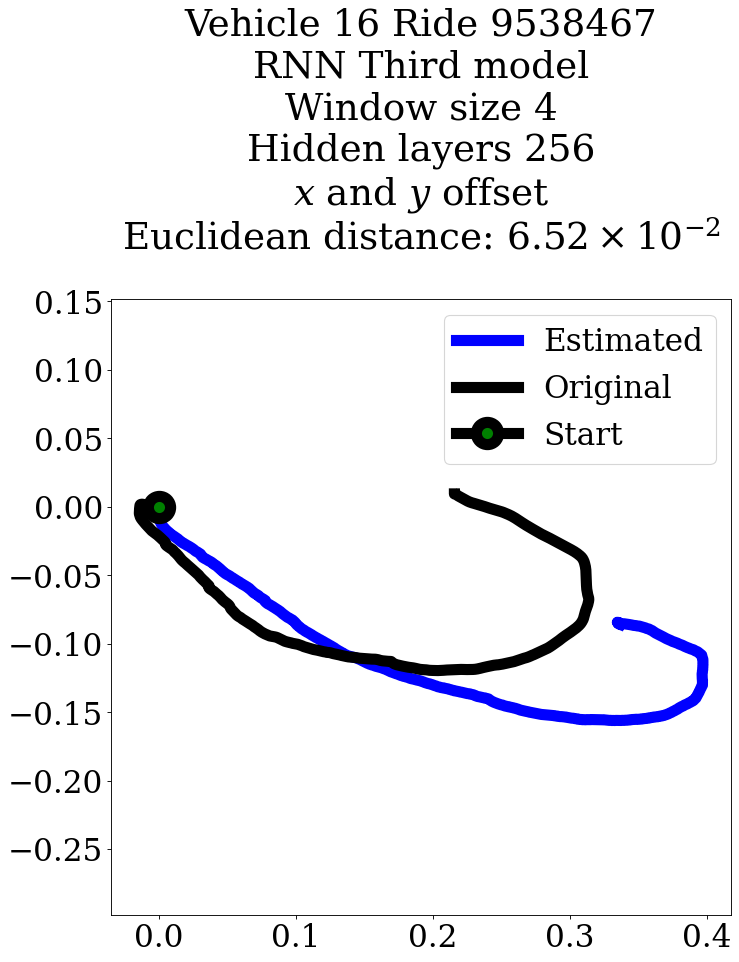 Vehicle 16 Ride 9538467
RNN Third model
Window size 4
Hidden layers 256
x and y offset
Euclidean distance: 6.52 × 10⁻²
Estimated
Original
Start
0.15
0.10
0.05
0.00
−0.05
−0.10
−0.15
−0.20
−0.25
0.0 0.1 0.2 0.3 0.4